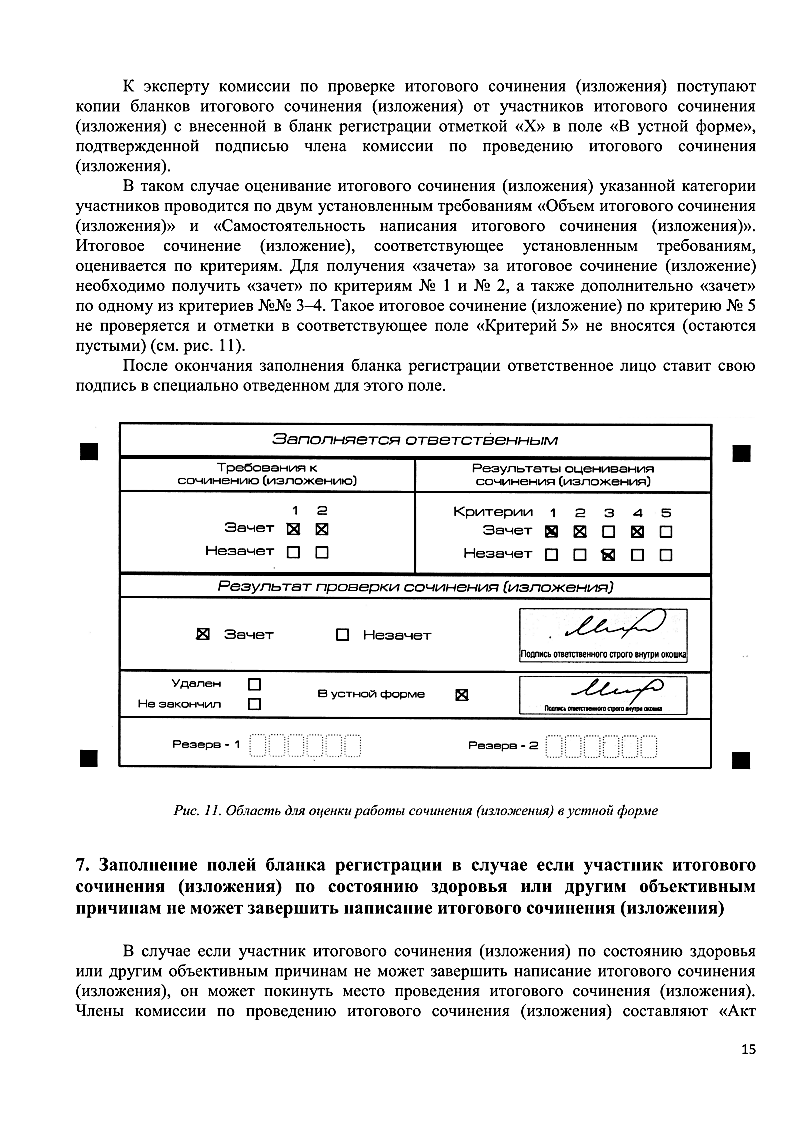 К эксперту комиссии по проверке итогового сочинения (изложения) поступают
копии бланков итогового сочинения (изложения) от участников итогового сочинения
(изложения) с внесенной в бланк регистрации отметкой «Х» в поле «В устной форме»,
подтвержденной подписью члена комиссии по проведению итогового сочинения
(изложения).
В таком случае оценивание итогового сочинения (изложения) указанной категории
участников проводится по двум установленным требованиям «Объем итогового сочинения
(изложения)» и «Самостоятельность написания итогового сочинения (изложения)».
Итоговое сочинение (изложение), соответствующее установленным требованиям,
оценивается по критериям. Для получения «зачета» за итоговое сочинение (изложение)
необходимо получить «зачет» по критериям № 1 и № 2, а также дополнительно «зачет»
по одному из критериев №№ 3–4. Такое итоговое сочинение (изложение) по критерию № 5
не проверяется и отметки в соответствующее поле «Критерий 5» не вносятся (остаются
пустыми) (см. рис. 11).
После окончания заполнения бланка регистрации ответственное лицо ставит свою
подпись в специально отведенном для этого поле.
Заполняется ответственным
Требования к
сочинению (изложению)
Результаты оценивания
сочинения (изложения)
1 2
Зачет
Незачет
Критерии 1 2 3 4 5
Зачет
Незачет
Результат проверки сочинения (изложения)
Зачет Незачет
Подпись ответственного строго внутри окошка
Удален
Не закончил
В устной форме
Подпись ответственного строго внутри окошка
Резерв - 1
Резерв - 2
Рис. 11. Область для оценки работы сочинения (изложения) в устной форме
7. Заполнение полей бланка регистрации в случае если участник итогового
сочинения (изложения) по состоянию здоровья или другим объективным
причинам не может завершить написание итогового сочинения (изложения)
В случае если участник итогового сочинения (изложения) по состоянию здоровья
или другим объективным причинам не может завершить написание итогового сочинения
(изложения), он может покинуть место проведения итогового сочинения (изложения).
Члены комиссии по проведению итогового сочинения (изложения) составляют «Акт
15